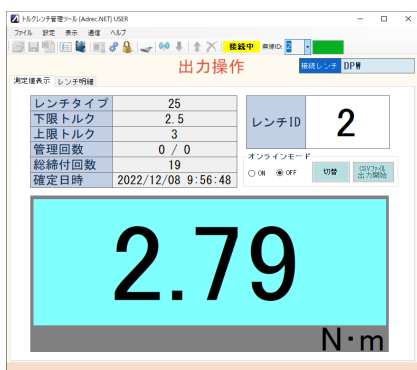 トルクレンチ管理ツール (Adrec.NET) USER
ファイル 設定 表示 通信 ヘルプ
接続中 無線ID: 2
出力操作 接続レンチ DPW
測定値表示 レンチ明細
レンチタイプ 25
下限トルク 2.5
上限トルク 3
管理回数 0 / 0
総締付回数 19
確定日時 2022/12/08 9:56:48
レンチID 2
オンラインモード
ON OFF 切替 CSVファイル出力開始
2.79
N・m